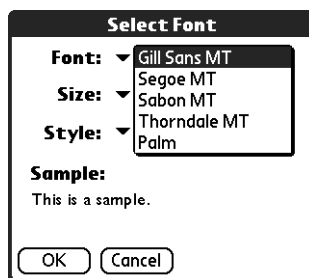 Select Font
Font: Gill Sans MT
Segoe MT
Size: Sabon MT
Thorndale MT
Style: Palm
Sample:
This is a sample.
OK Cancel